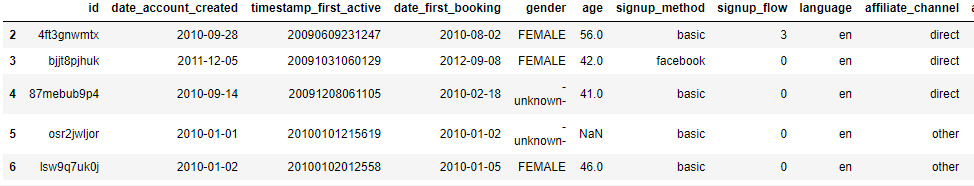 id date_account_created timestamp_first_active date_first_booking gender age signup_method signup_flow language affiliate_channel
2 4ft3gnwmtx 2010-09-28 20090609231247 2010-08-02 FEMALE 56.0 basic 3 en direct
3 bjjt8pjhuk 2011-12-05 20091031060129 2012-09-08 FEMALE 42.0 facebook 0 en direct
4 87mebub9p4 2010-09-14 20091208061105 2010-02-18 -unknown- 41.0 basic 0 en direct
5 osr2jwljor 2010-01-01 20100101215619 2010-01-02 -unknown- NaN basic 0 en other
6 lsw9q7uk0j 2010-01-02 20100102012558 2010-01-05 FEMALE 46.0 basic 0 en other